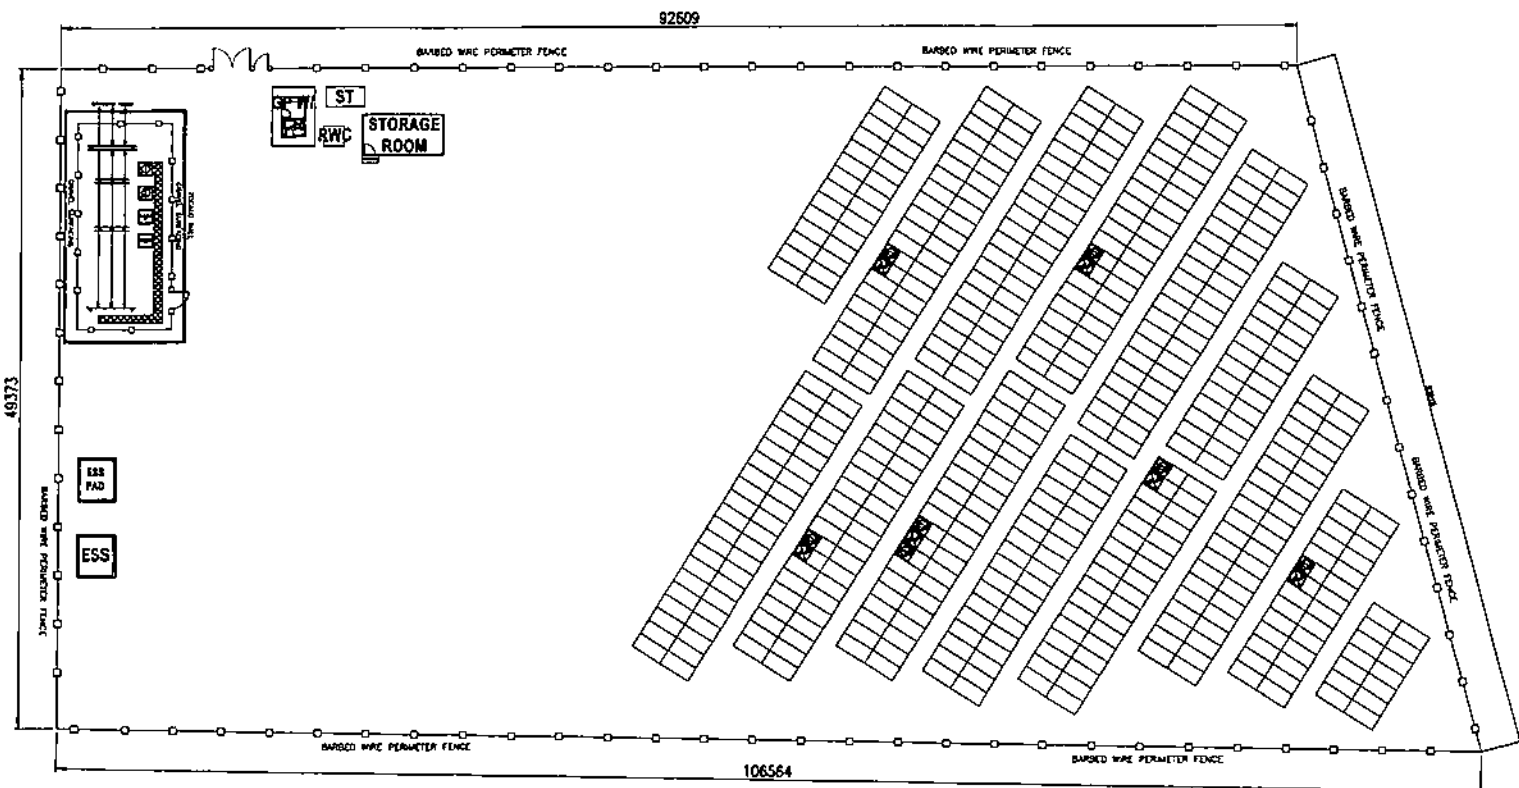 92609
BARBED WIRE PERIMETER FENCE
BARBED WIRE PERIMETER FENCE
ST
RWC
STORAGE
ROOM
49373
BARBED WIRE PERIMETER FENCE
ESS
PAD
ESS
BARBED WIRE PERIMETER FENCE
BARBED WIRE PERIMETER FENCE
BARBED WIRE PERIMETER FENCE
BARBED WIRE PERIMETER FENCE
106564